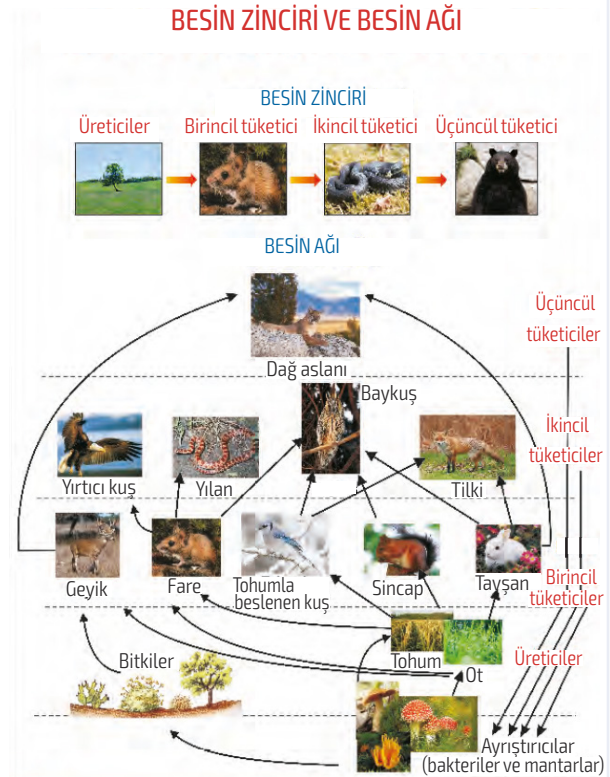 BESİN ZİNCİRİ VE BESİN AĞI
BESİN ZİNCİRİ
Üreticiler
Birincil tüketici
İkincil tüketici
Üçüncül tüketici
BESİN AĞI
Üçüncül
tüketiciler
Dağ aslanı
Baykuş
İkincil
tüketiciler
Yırtıcı kuş
Yılan
Tilki
Geyik
Fare
Tohumla
beslenen kuş
Sincap
Tavşan
Birincil
tüketiciler
Bitkiler
Tohum
Ot
Üreticiler
Ayrıştırıcılar
(bakteriler ve mantarlar)